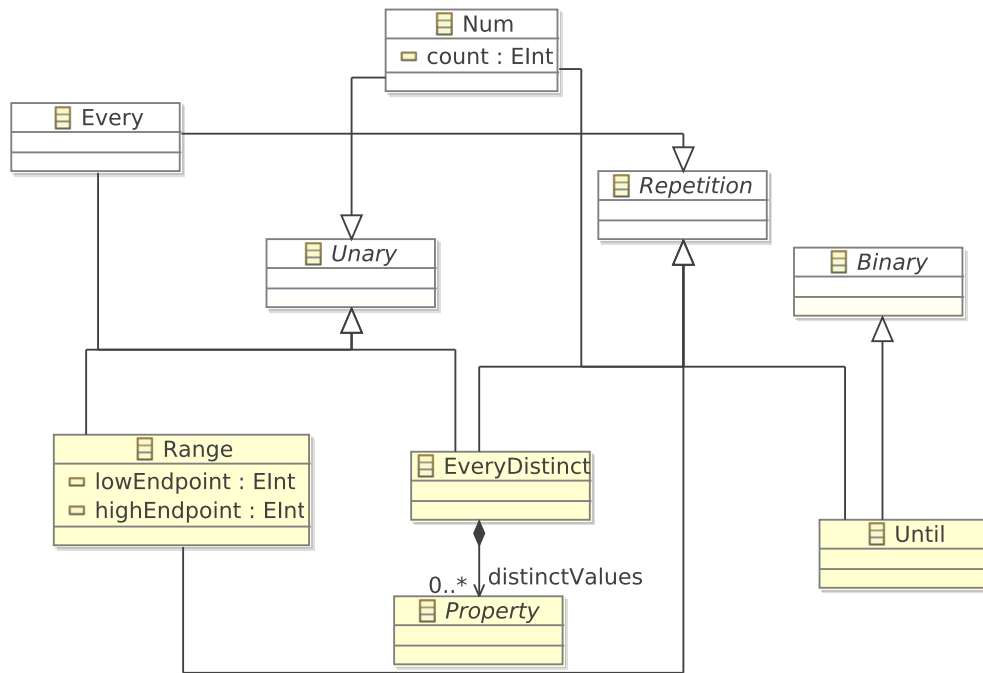 Num
count : EInt
Every
Repetition
Unary
Binary
Range
lowEndpoint : EInt
highEndpoint : EInt
EveryDistinct
Until
0..*
distinctValues
Property